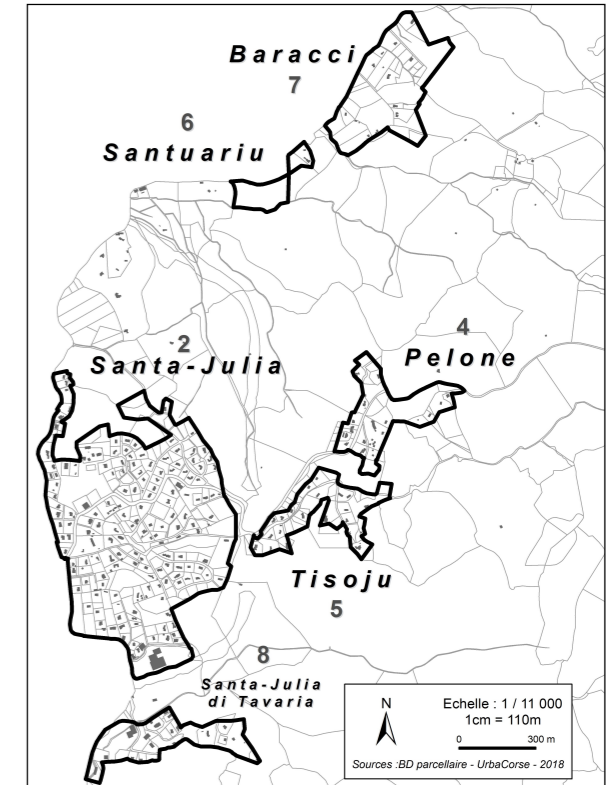 Baracci
7
6
Santuariu
4
Pelone
2
Santa-Julia
Tisoju
5
8
Santa-Julia
di Tavaria
N
Echelle : 1 / 11 000
1cm = 110m
0 300 m
Sources :BD parcellaire - UrbaCorse - 2018